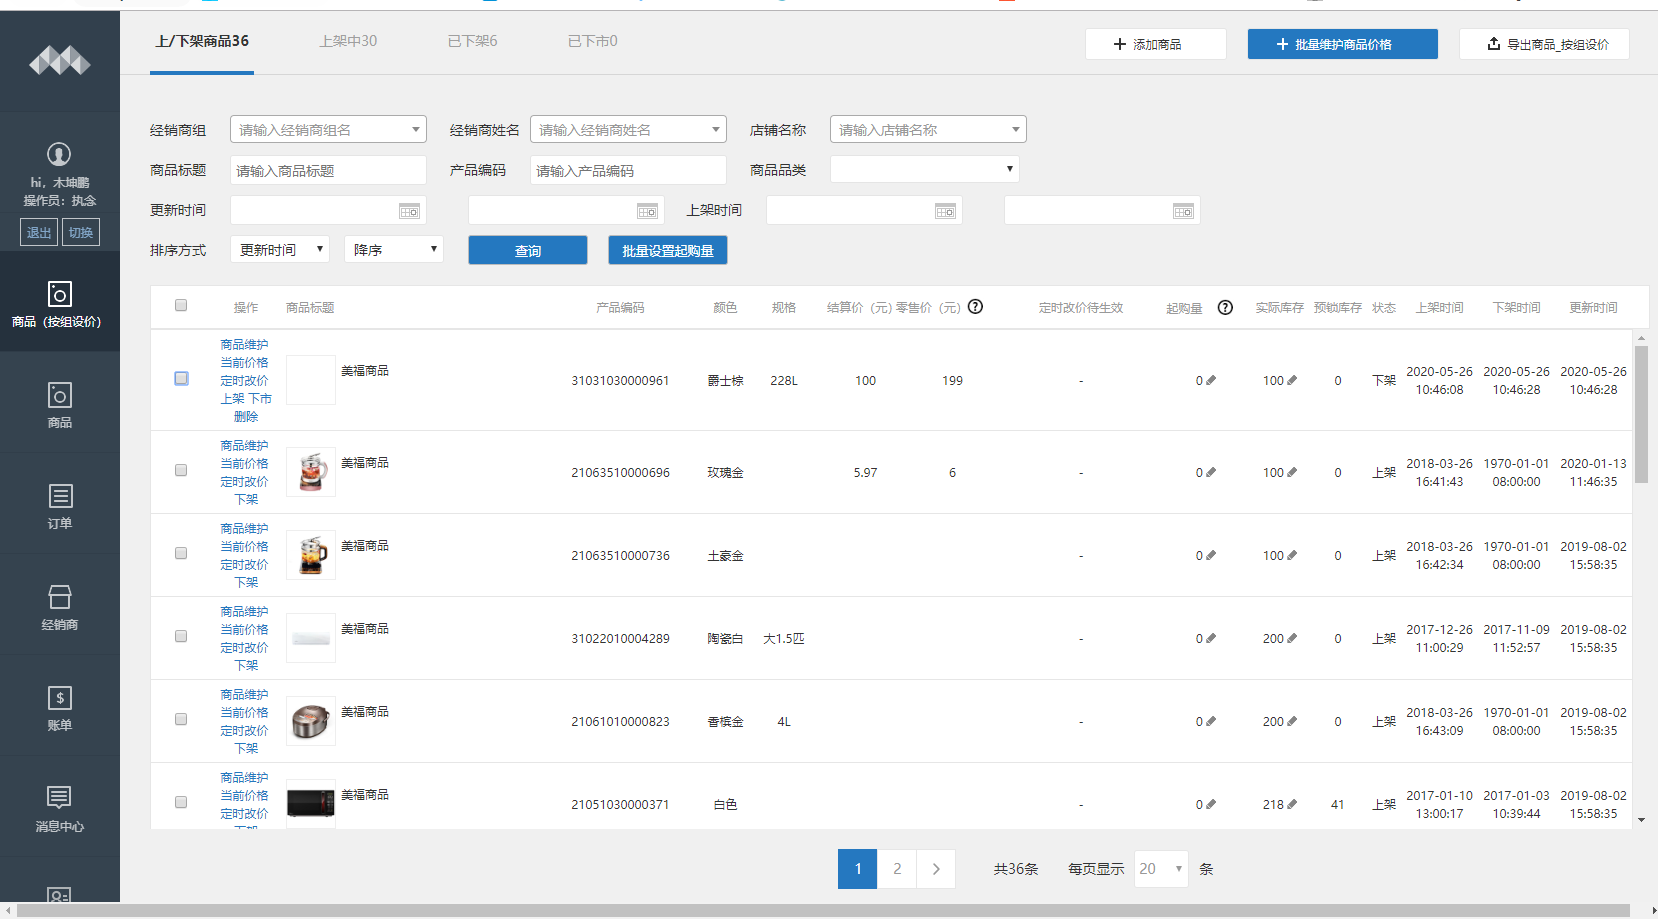 上/下架商品36
上架中30
已下架6
已下市0
添加商品
批量维护商品价格
导出商品_按组设价
hi，木坤鹏
操作员：执念
退出
切换
商品（按组设价）
商品
订单
经销商
账单
消息中心
经销商组 请输入经销商组名 经销商姓名 请输入经销商姓名 店铺名称 请输入店铺名称
商品标题 请输入商品标题 产品编码 请输入产品编码 商品品类
更新时间 上架时间
排序方式 更新时间 降序 查询 批量设置起购量
操作 商品标题 产品编码 颜色 规格 结算价（元）零售价（元） 定时改价待生效 起购量 实际库存 预锁库存 状态 上架时间 下架时间 更新时间
商品维护
当前价格
定时改价
上架 下市
删除
美福商品 31031030000961 爵士棕 228L 100 199 - 0 100 0 下架 2020-05-26 10:46:08 2020-05-26 10:46:28 2020-05-26 10:46:28
商品维护
当前价格
定时改价
下架
美福商品 21063510000696 玫瑰金 5.97 6 - 0 100 0 上架 2018-03-26 16:41:43 1970-01-01 08:00:00 2020-01-13 11:46:35
商品维护
当前价格
定时改价
下架
美福商品 21063510000736 土豪金 - 0 100 0 上架 2018-03-26 16:42:34 1970-01-01 08:00:00 2019-08-02 15:58:35
商品维护
当前价格
定时改价
下架
美福商品 31022010004289 陶瓷白 大1.5匹 - 0 200 0 上架 2017-12-26 11:00:29 2017-11-09 11:52:57 2019-08-02 15:58:35
商品维护
当前价格
定时改价
下架
美福商品 21061010000823 香槟金 4L - 0 200 0 上架 2018-03-26 16:43:09 1970-01-01 08:00:00 2019-08-02 15:58:35
商品维护
当前价格
定时改价
下架
美福商品 21051030000371 白色 - 0 218 41 上架 2017-01-10 13:00:17 2017-01-03 10:39:44 2019-08-02 15:58:35
1 2 共36条 每页显示 20 条